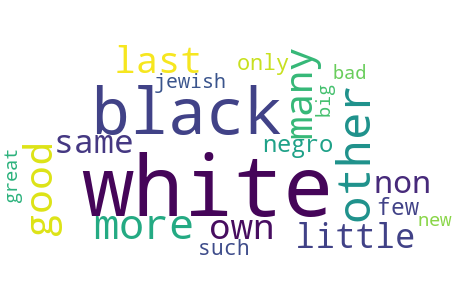 last
only
bad
jewish
many
big
black
other
same
negro
good
great
white
non
few
more
own
little
new
such